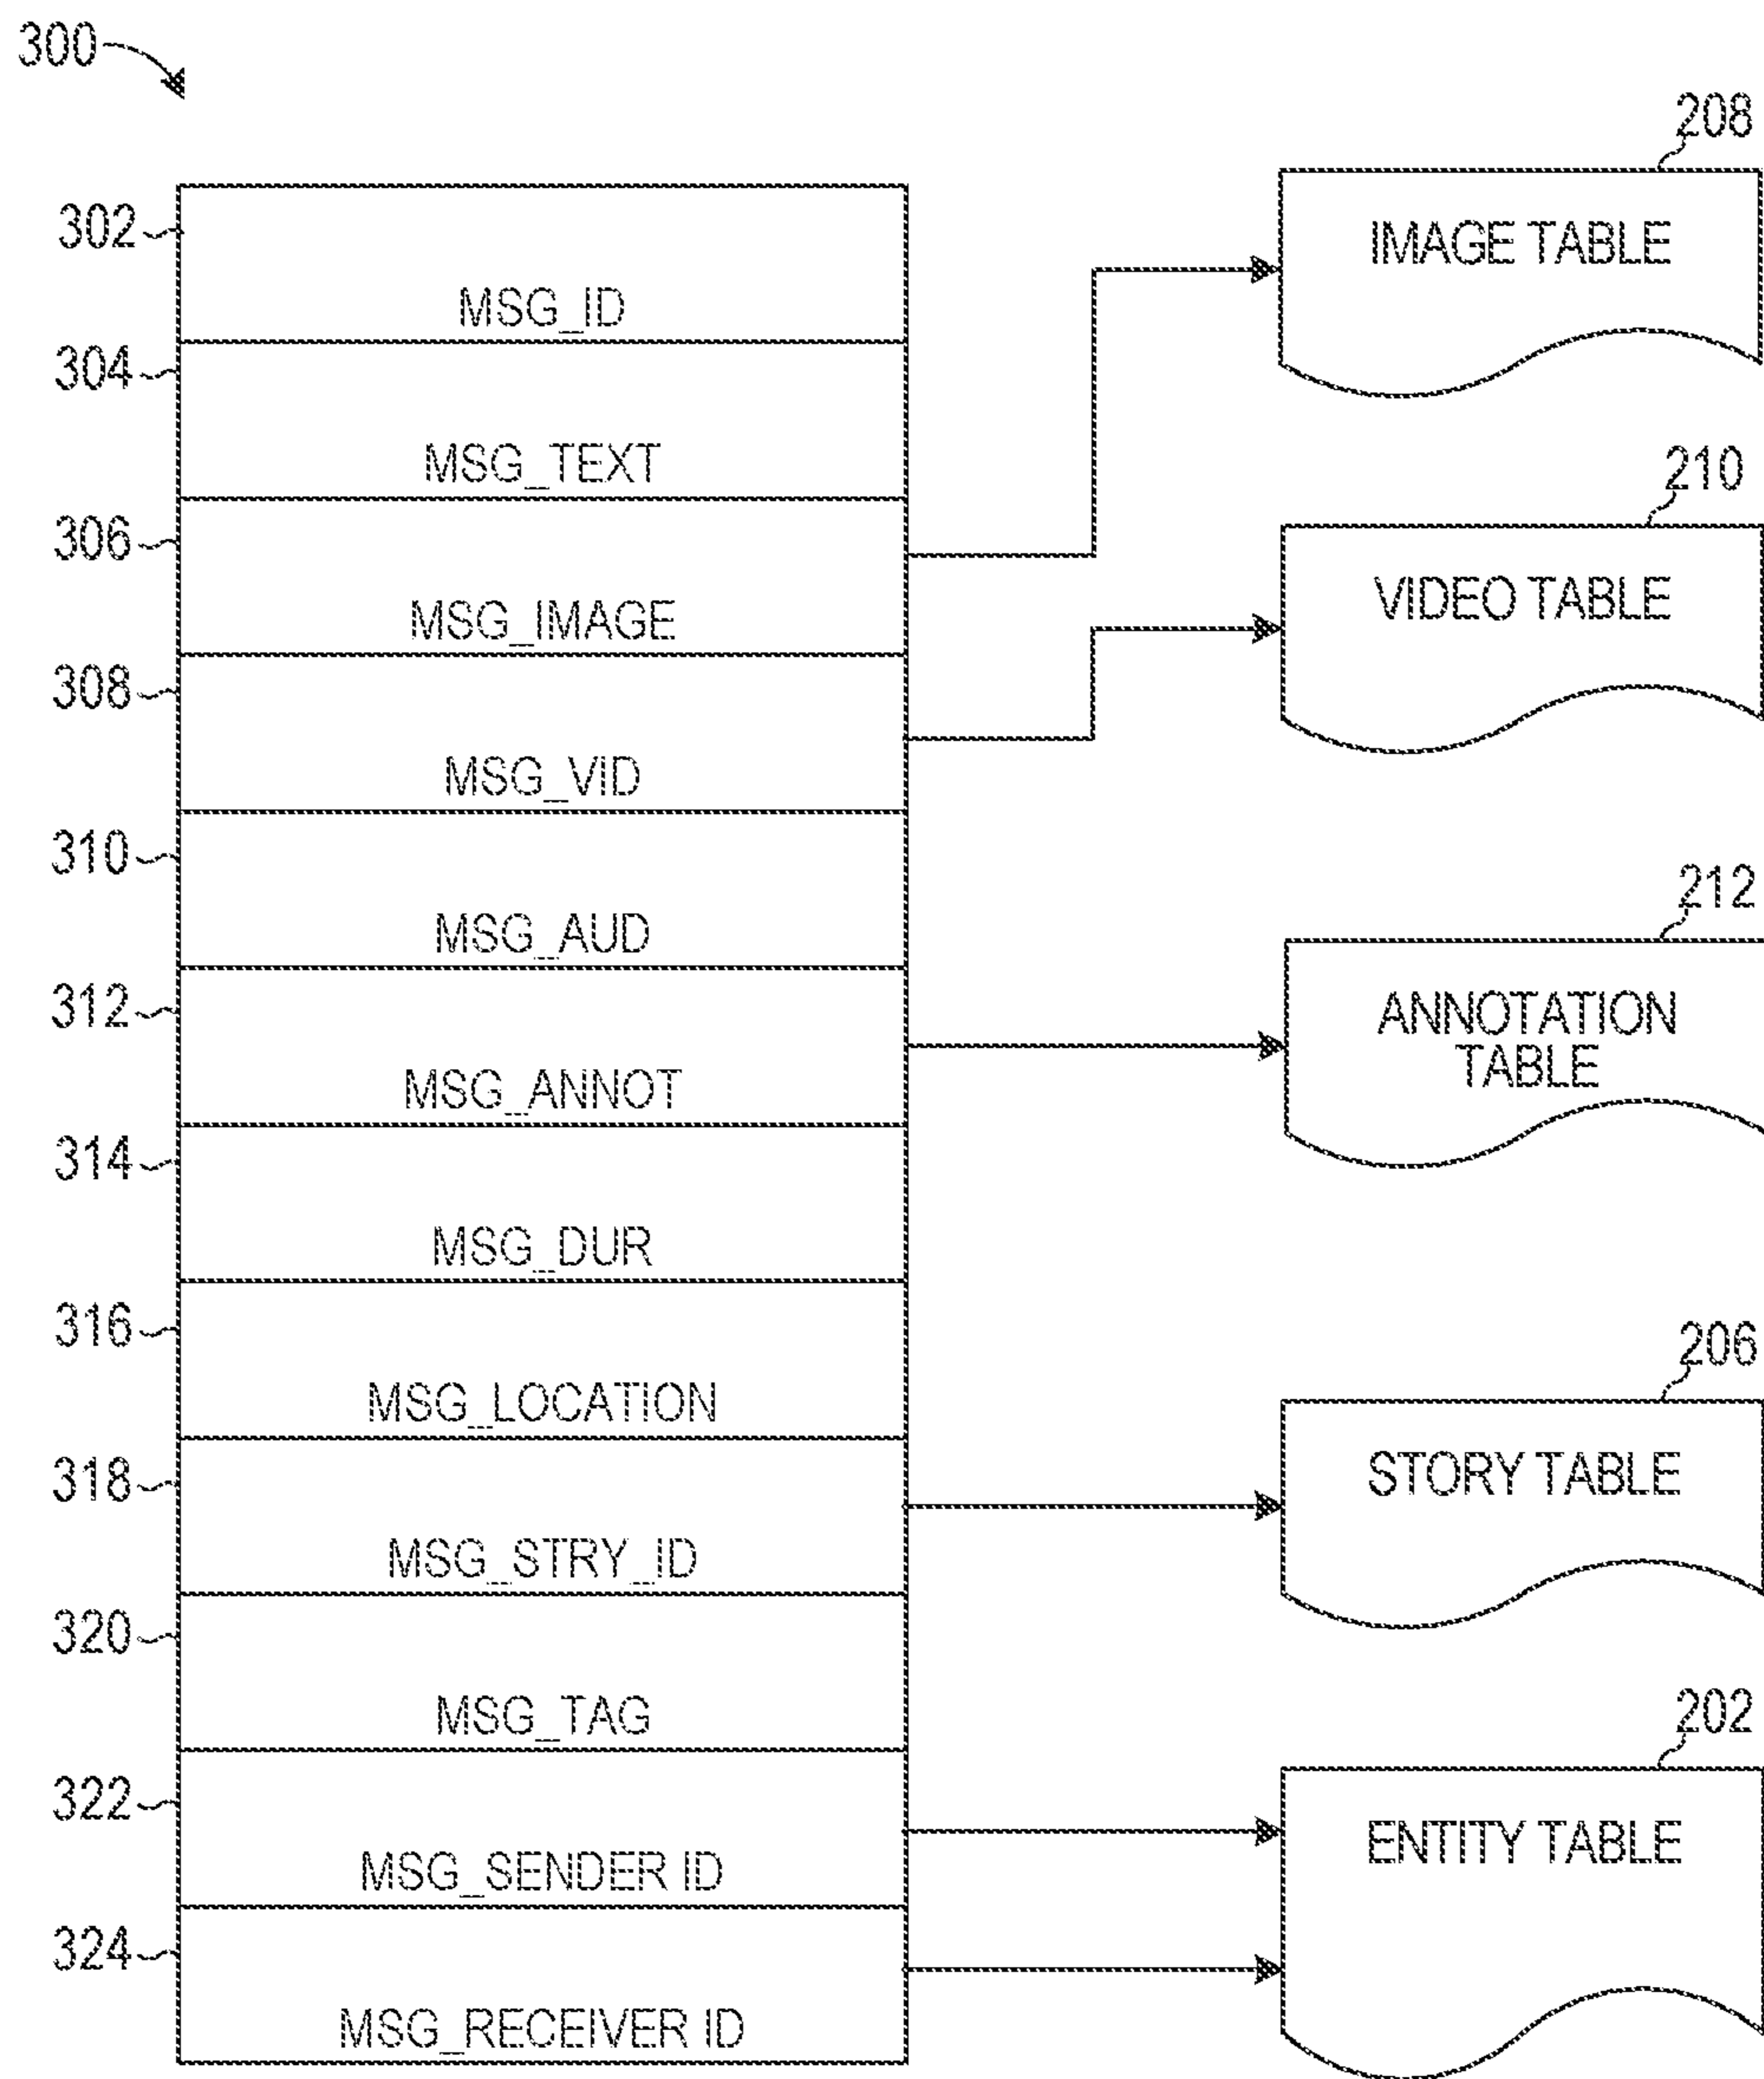 300
302
MSG_ID
304
MSG_TEXT
306
MSG_IMAGE
308
MSG_VID
310
MSG_AUD
312
MSG_ANNOT
314
MSG_DUR
316
MSG_LOCATION
318
MSG_STRY_ID
320
MSG_TAG
322
MSG_SENDER ID
324
MSG_RECEIVER ID
208
IMAGE TABLE
210
VIDEO TABLE
212
ANNOTATION
TABLE
206
STORY TABLE
202
ENTITY TABLE